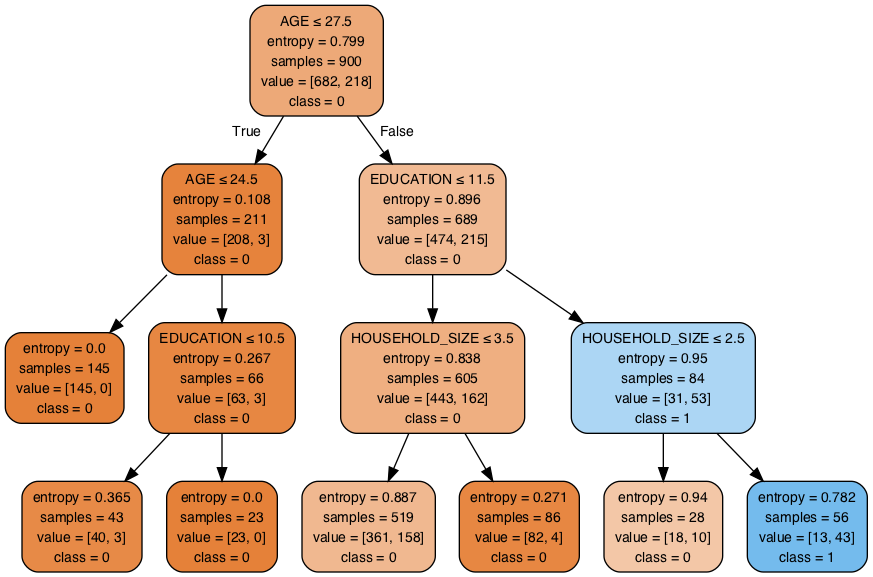 AGE ≤ 27.5
entropy = 0.799
samples = 900
value = [682, 218]
class = 0
True
False
AGE ≤ 24.5
entropy = 0.108
samples = 211
value = [208, 3]
class = 0
EDUCATION ≤ 11.5
entropy = 0.896
samples = 689
value = [474, 215]
class = 0
entropy = 0.0
samples = 145
value = [145, 0]
class = 0
EDUCATION ≤ 10.5
entropy = 0.267
samples = 66
value = [63, 3]
class = 0
HOUSEHOLD_SIZE ≤ 3.5
entropy = 0.838
samples = 605
value = [443, 162]
class = 0
HOUSEHOLD_SIZE ≤ 2.5
entropy = 0.95
samples = 84
value = [31, 53]
class = 1
entropy = 0.365
samples = 43
value = [40, 3]
class = 0
entropy = 0.0
samples = 23
value = [23, 0]
class = 0
entropy = 0.887
samples = 519
value = [361, 158]
class = 0
entropy = 0.271
samples = 86
value = [82, 4]
class = 0
entropy = 0.94
samples = 28
value = [18, 10]
class = 0
entropy = 0.782
samples = 56
value = [13, 43]
class = 1